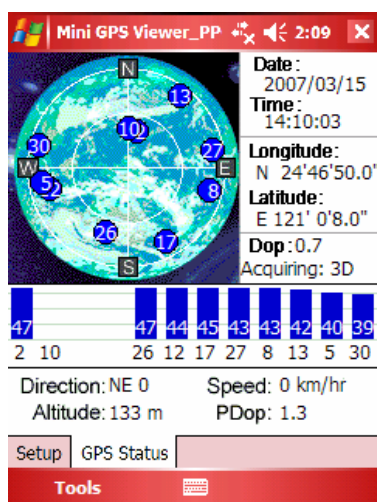 Mini GPS Viewer_PP 2:09
N
13
10 2
30 27
W E
5 2 8
26 17
S
Date:
2007/03/15
Time:
14:10:03
Longitude:
N 24'46'50.0"
Latitude:
E 121' 0'8.0"
Dop:0.7
Acquiring: 3D
47 47 44 45 43 43 42 40 39
2 10 26 12 17 27 8 13 5 30
Direction: NE 0 Speed: 0 km/hr
Altitude: 133 m PDop: 1.3
Setup GPS Status
Tools